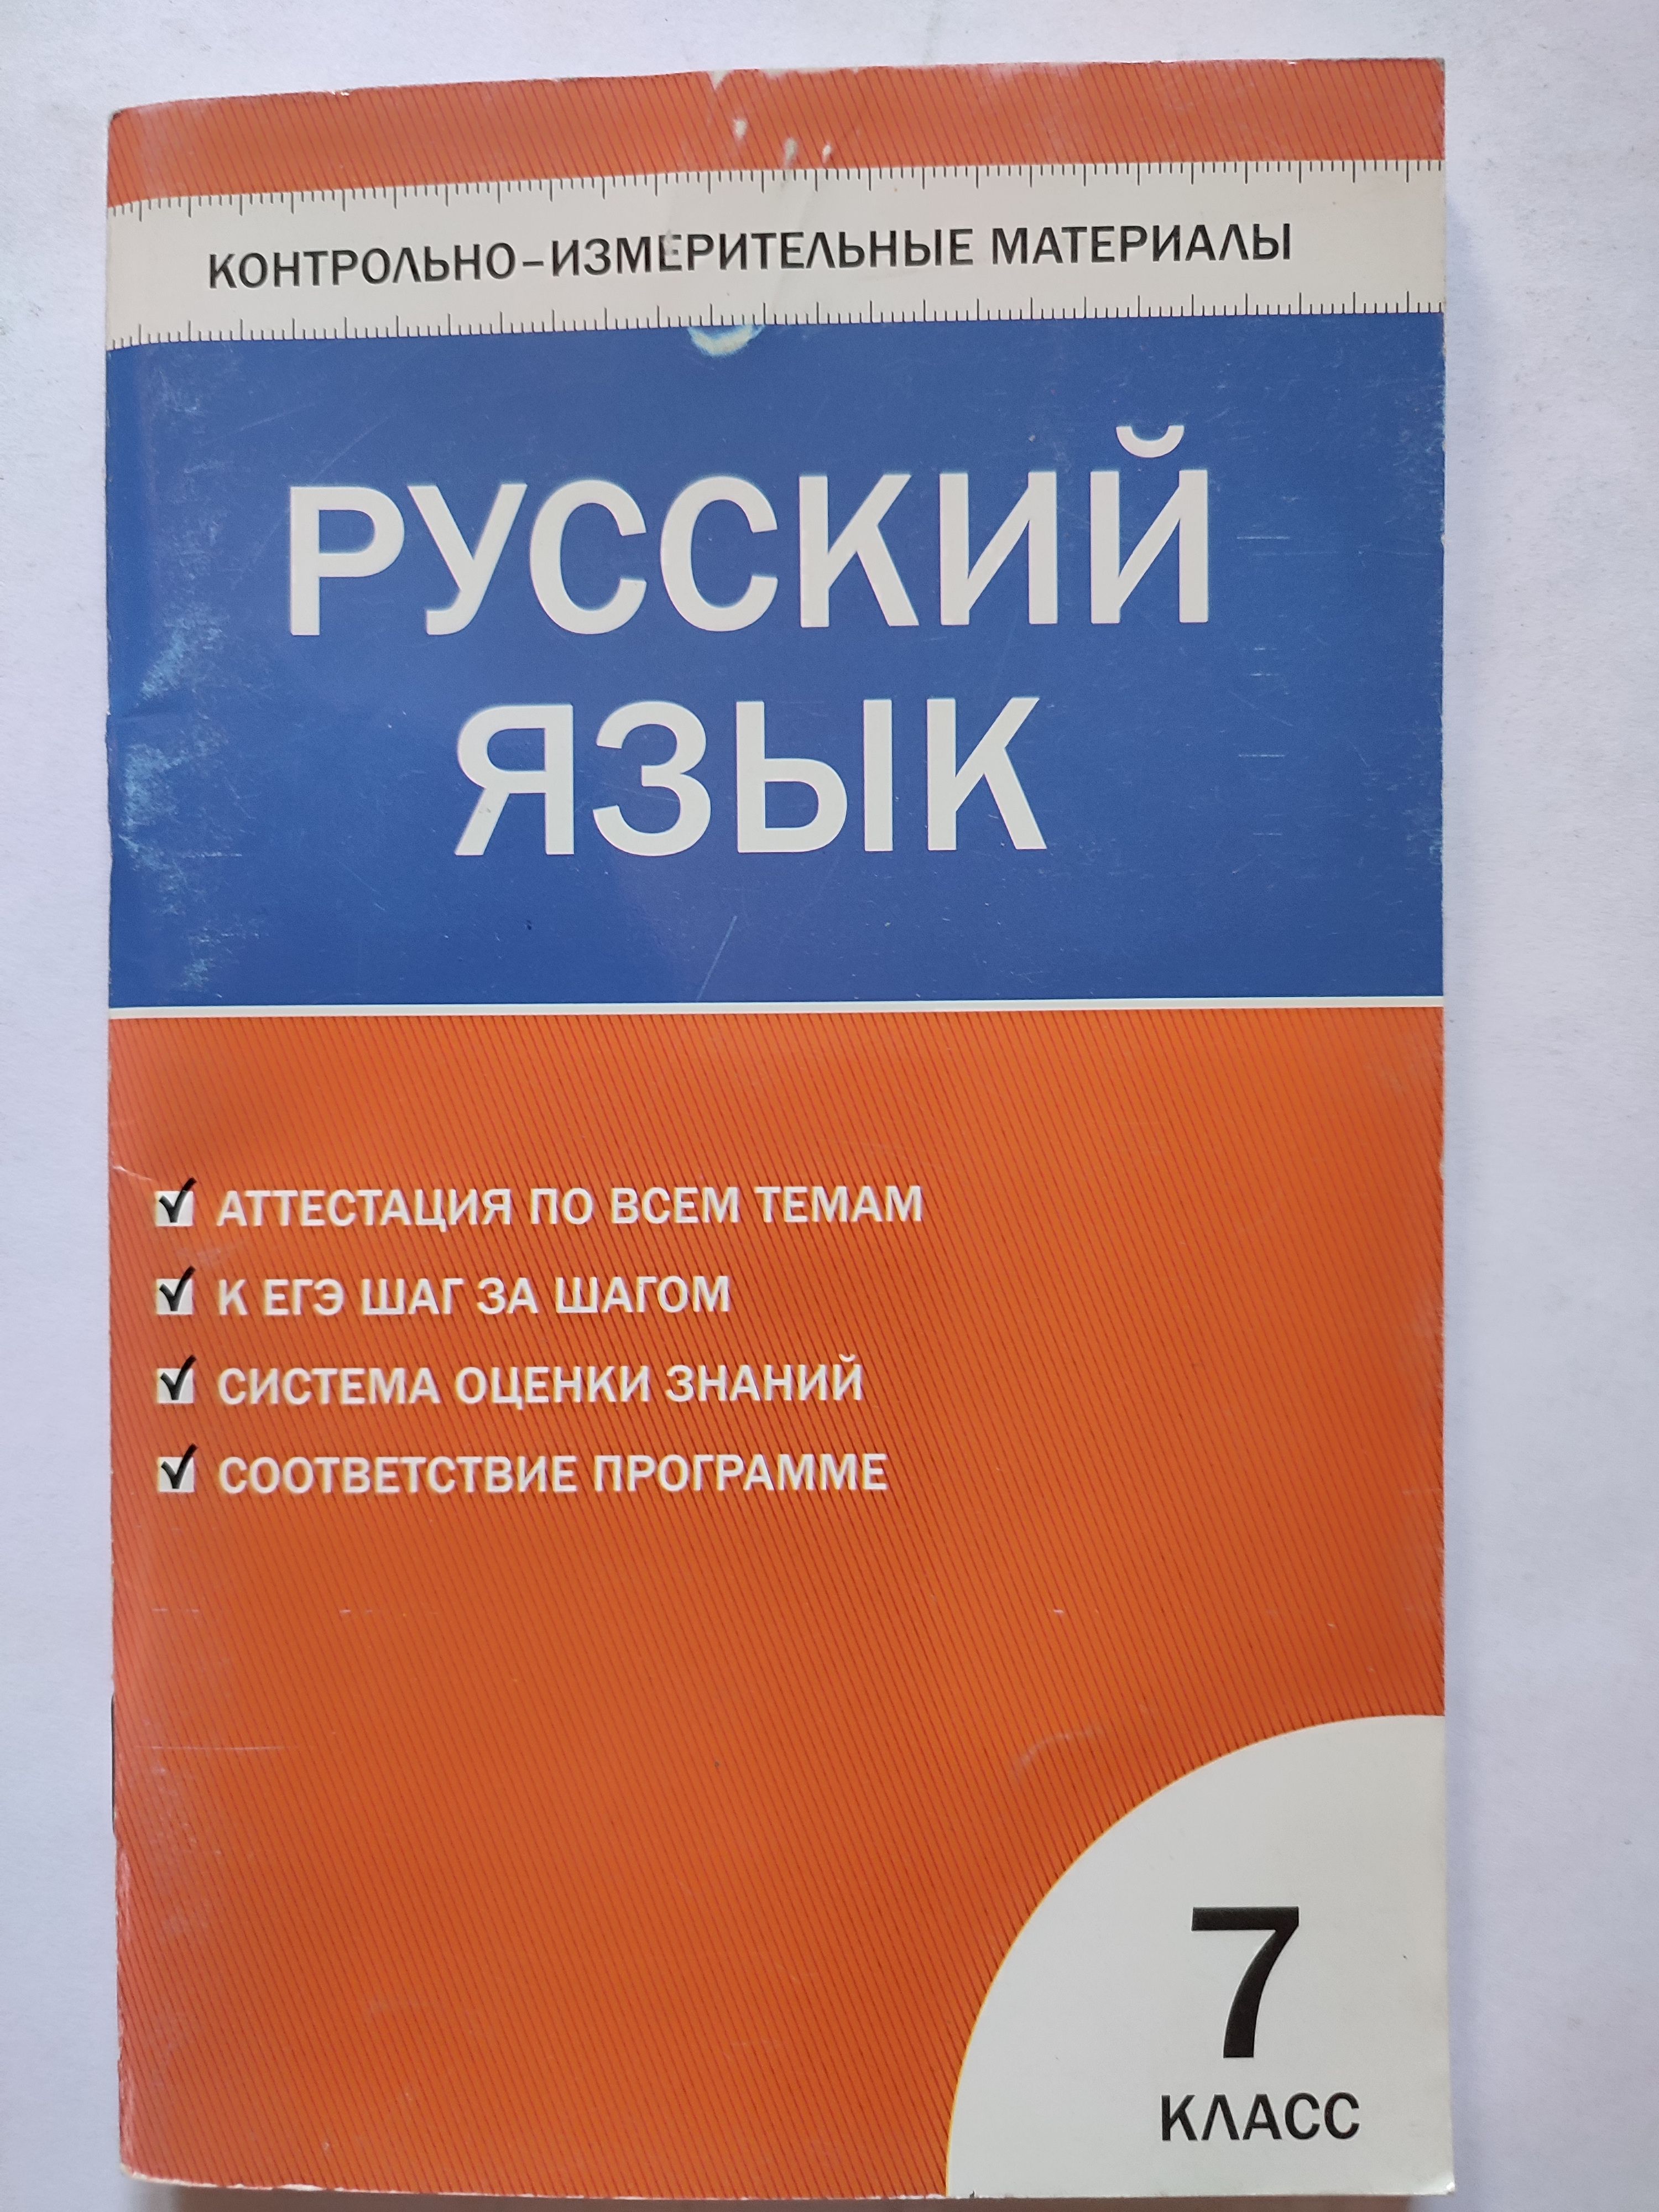 КОНТРОЛЬНО-ИЗМЕРИТЕЛЬНЫЕ МАТЕРИАЛЫ
РУССКИЙ
ЯЗЫК
АТТЕСТАЦИЯ ПО ВСЕМ ТЕМАМ
К ЕГЭ ШАГ ЗА ШАГОМ
СИСТЕМА ОЦЕНКИ ЗНАНИЙ
СООТВЕТСТВИЕ ПРОГРАММЕ
7
КЛАСС